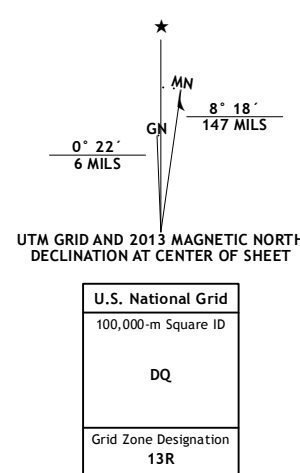 ★
MN
GN
8° 18´
147 MILS
0° 22´
6 MILS
UTM GRID AND 2013 MAGNETIC NORTH
DECLINATION AT CENTER OF SHEET
U.S. National Grid
100,000-m Square ID
DQ
Grid Zone Designation
13R